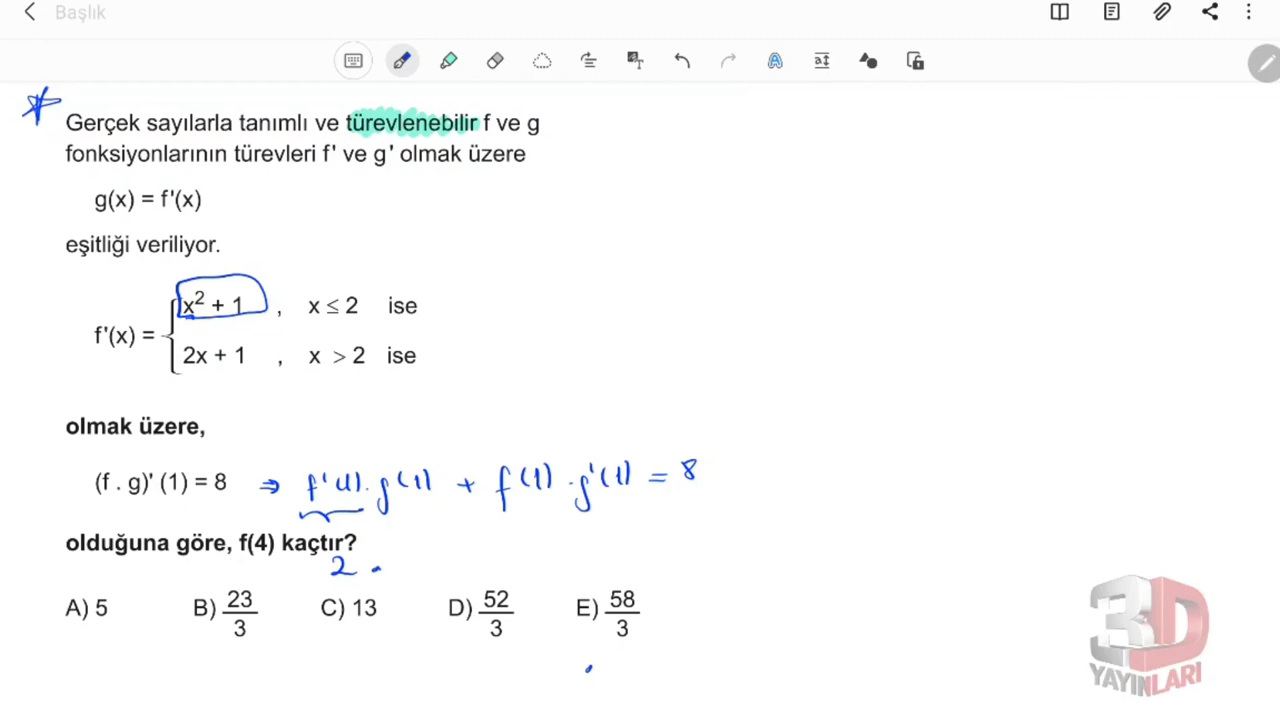 Başlık
Gerçek sayılarla tanımlı ve türevlenebilir f ve g
fonksiyonlarının türevleri f' ve g' olmak üzere
g(x) = f'(x)
eşitliği veriliyor.
x² + 1 , x ≤ 2 ise
f'(x) =
2x + 1 , x > 2 ise
olmak üzere,
(f . g)' (1) = 8 ⇒ f'(1). g(1) + f(1) . g'(1) = 8
olduğuna göre, f(4) kaçtır?
2 .
A) 5 B) 23/3 C) 13 D) 52/3 E) 58/3
3D
YAYINLARI